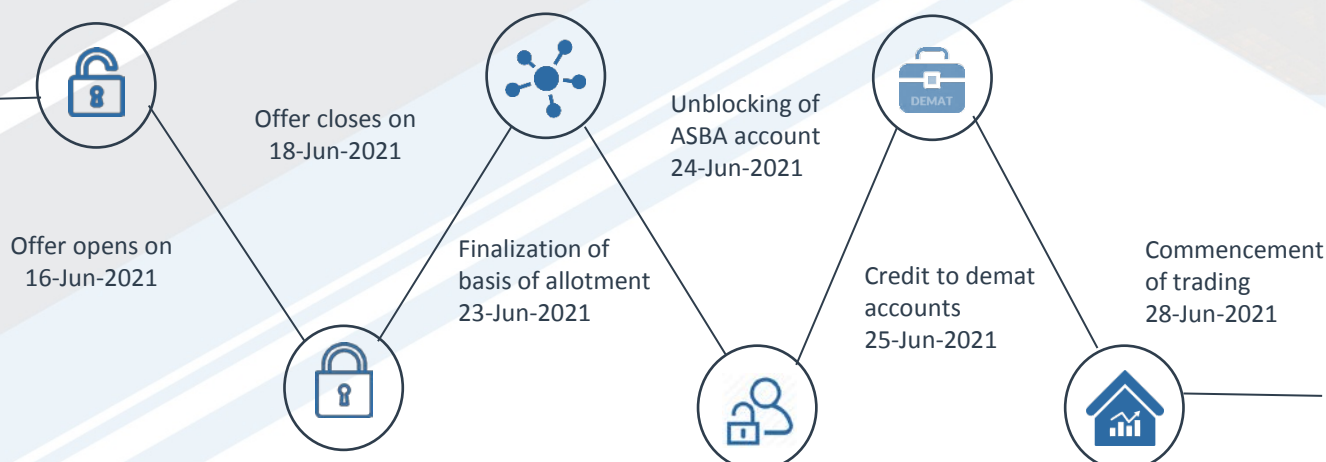 Offer opens on
16-Jun-2021
Offer closes on
18-Jun-2021
Finalization of
basis of allotment
23-Jun-2021
Unblocking of
ASBA account
24-Jun-2021
DEMAT
Credit to demat
accounts
25-Jun-2021
Commencement
of trading
28-Jun-2021